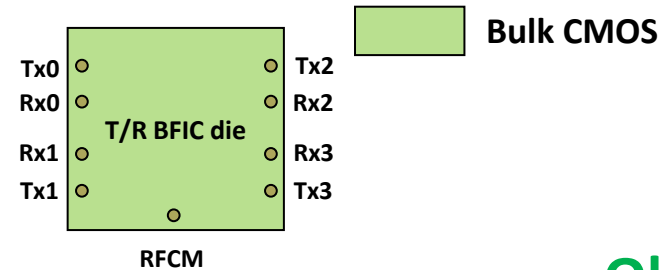 Bulk CMOS
Tx0 Tx2
Rx0 Rx2
T/R BFIC die
Rx1 Rx3
Tx1 Tx3
RFCM